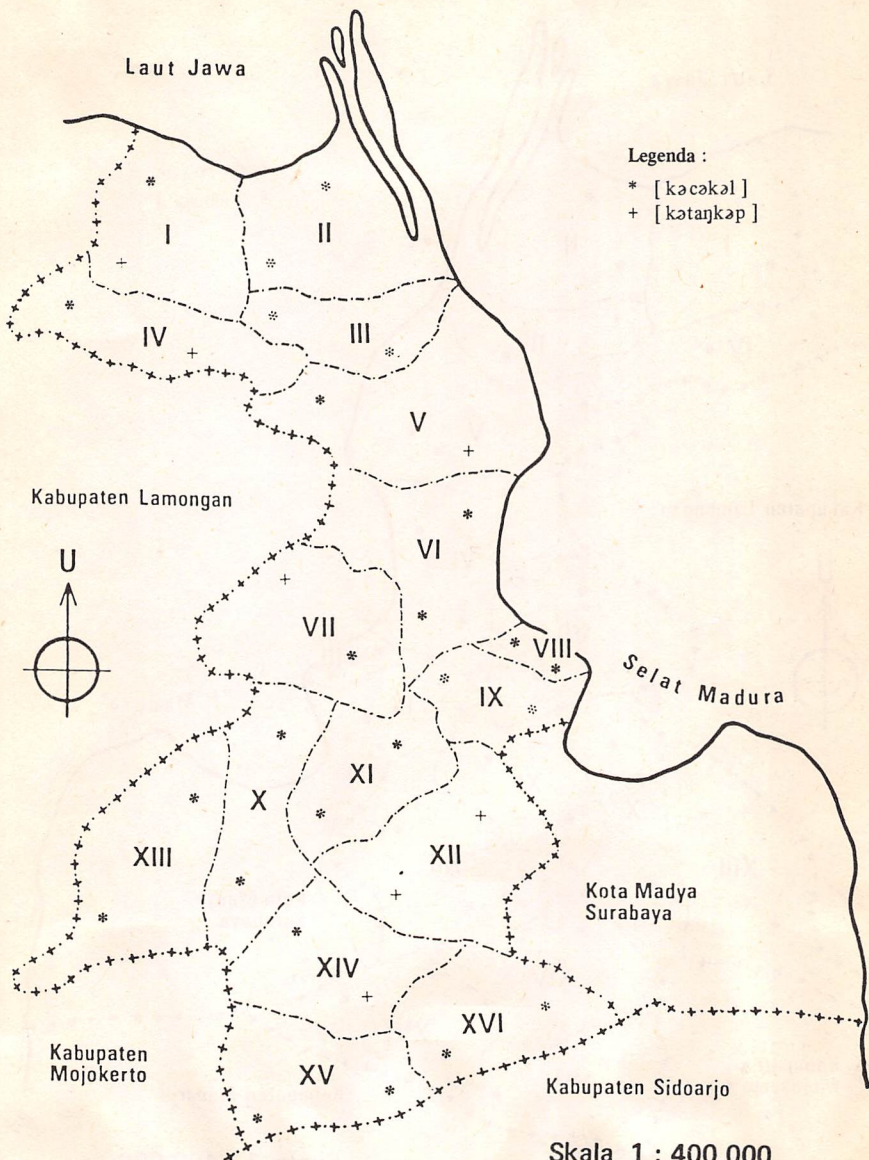 Laut Jawa
Legenda :
* [ kəcəkəl ]
+ [ kətaŋkəp ]
I
II
III
IV
V
Kabupaten Lamongan
U
VI
VII
VIII
Selat Madura
IX
X
XI
XII
XIII
Kota Madya
Surabaya
XIV
XVI
Kabupaten
Mojokerto
XV
Kabupaten Sidoarjo
Skala 1 : 400 000